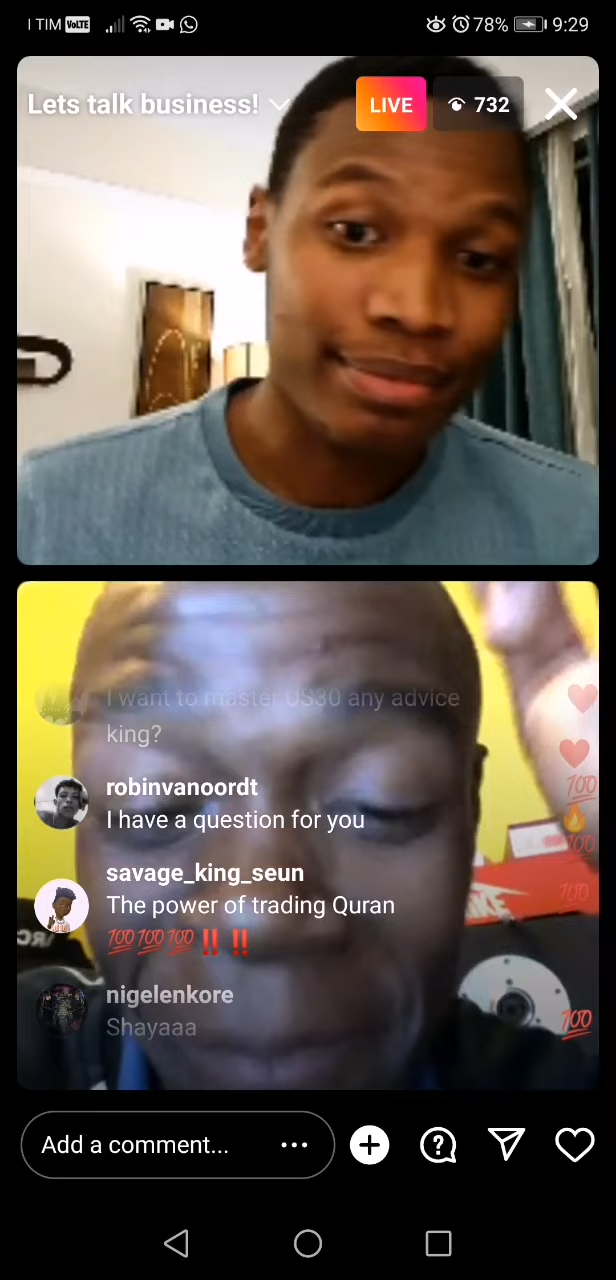 I TIM VoLTE 78% 9:29
Lets talk business! LIVE 732
I want to master US30 any advice
king?
robinvanoordt
I have a question for you
savage_king_seun
The power of trading Quran
💯💯💯‼️‼️
nigelenkore
Shayaaa
Add a comment...